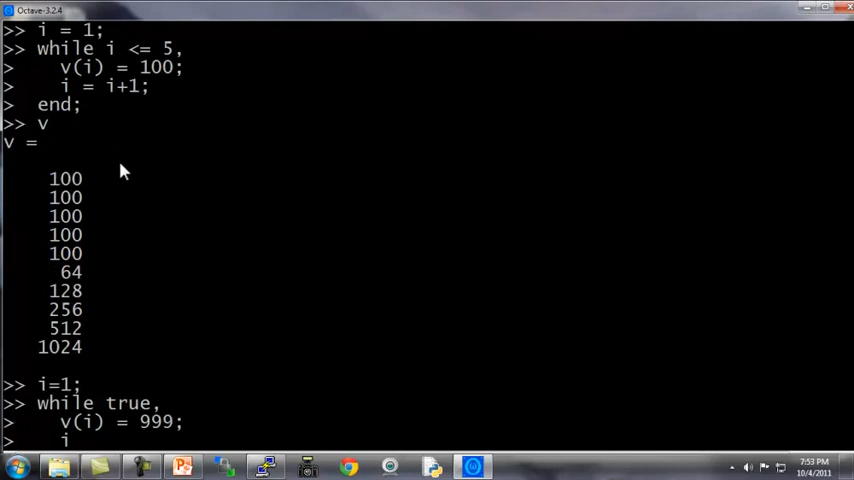 Octave-3.2.4
>> i = 1;
>> while i <= 5,
>    v(i) = 100;
>    i = i+1;
>  end;
>> v
v =
100
100
100
100
100
64
128
256
512
1024
>> i=1;
>> while true,
>    v(i) = 999;
>    i
7:53 PM
10/4/2011